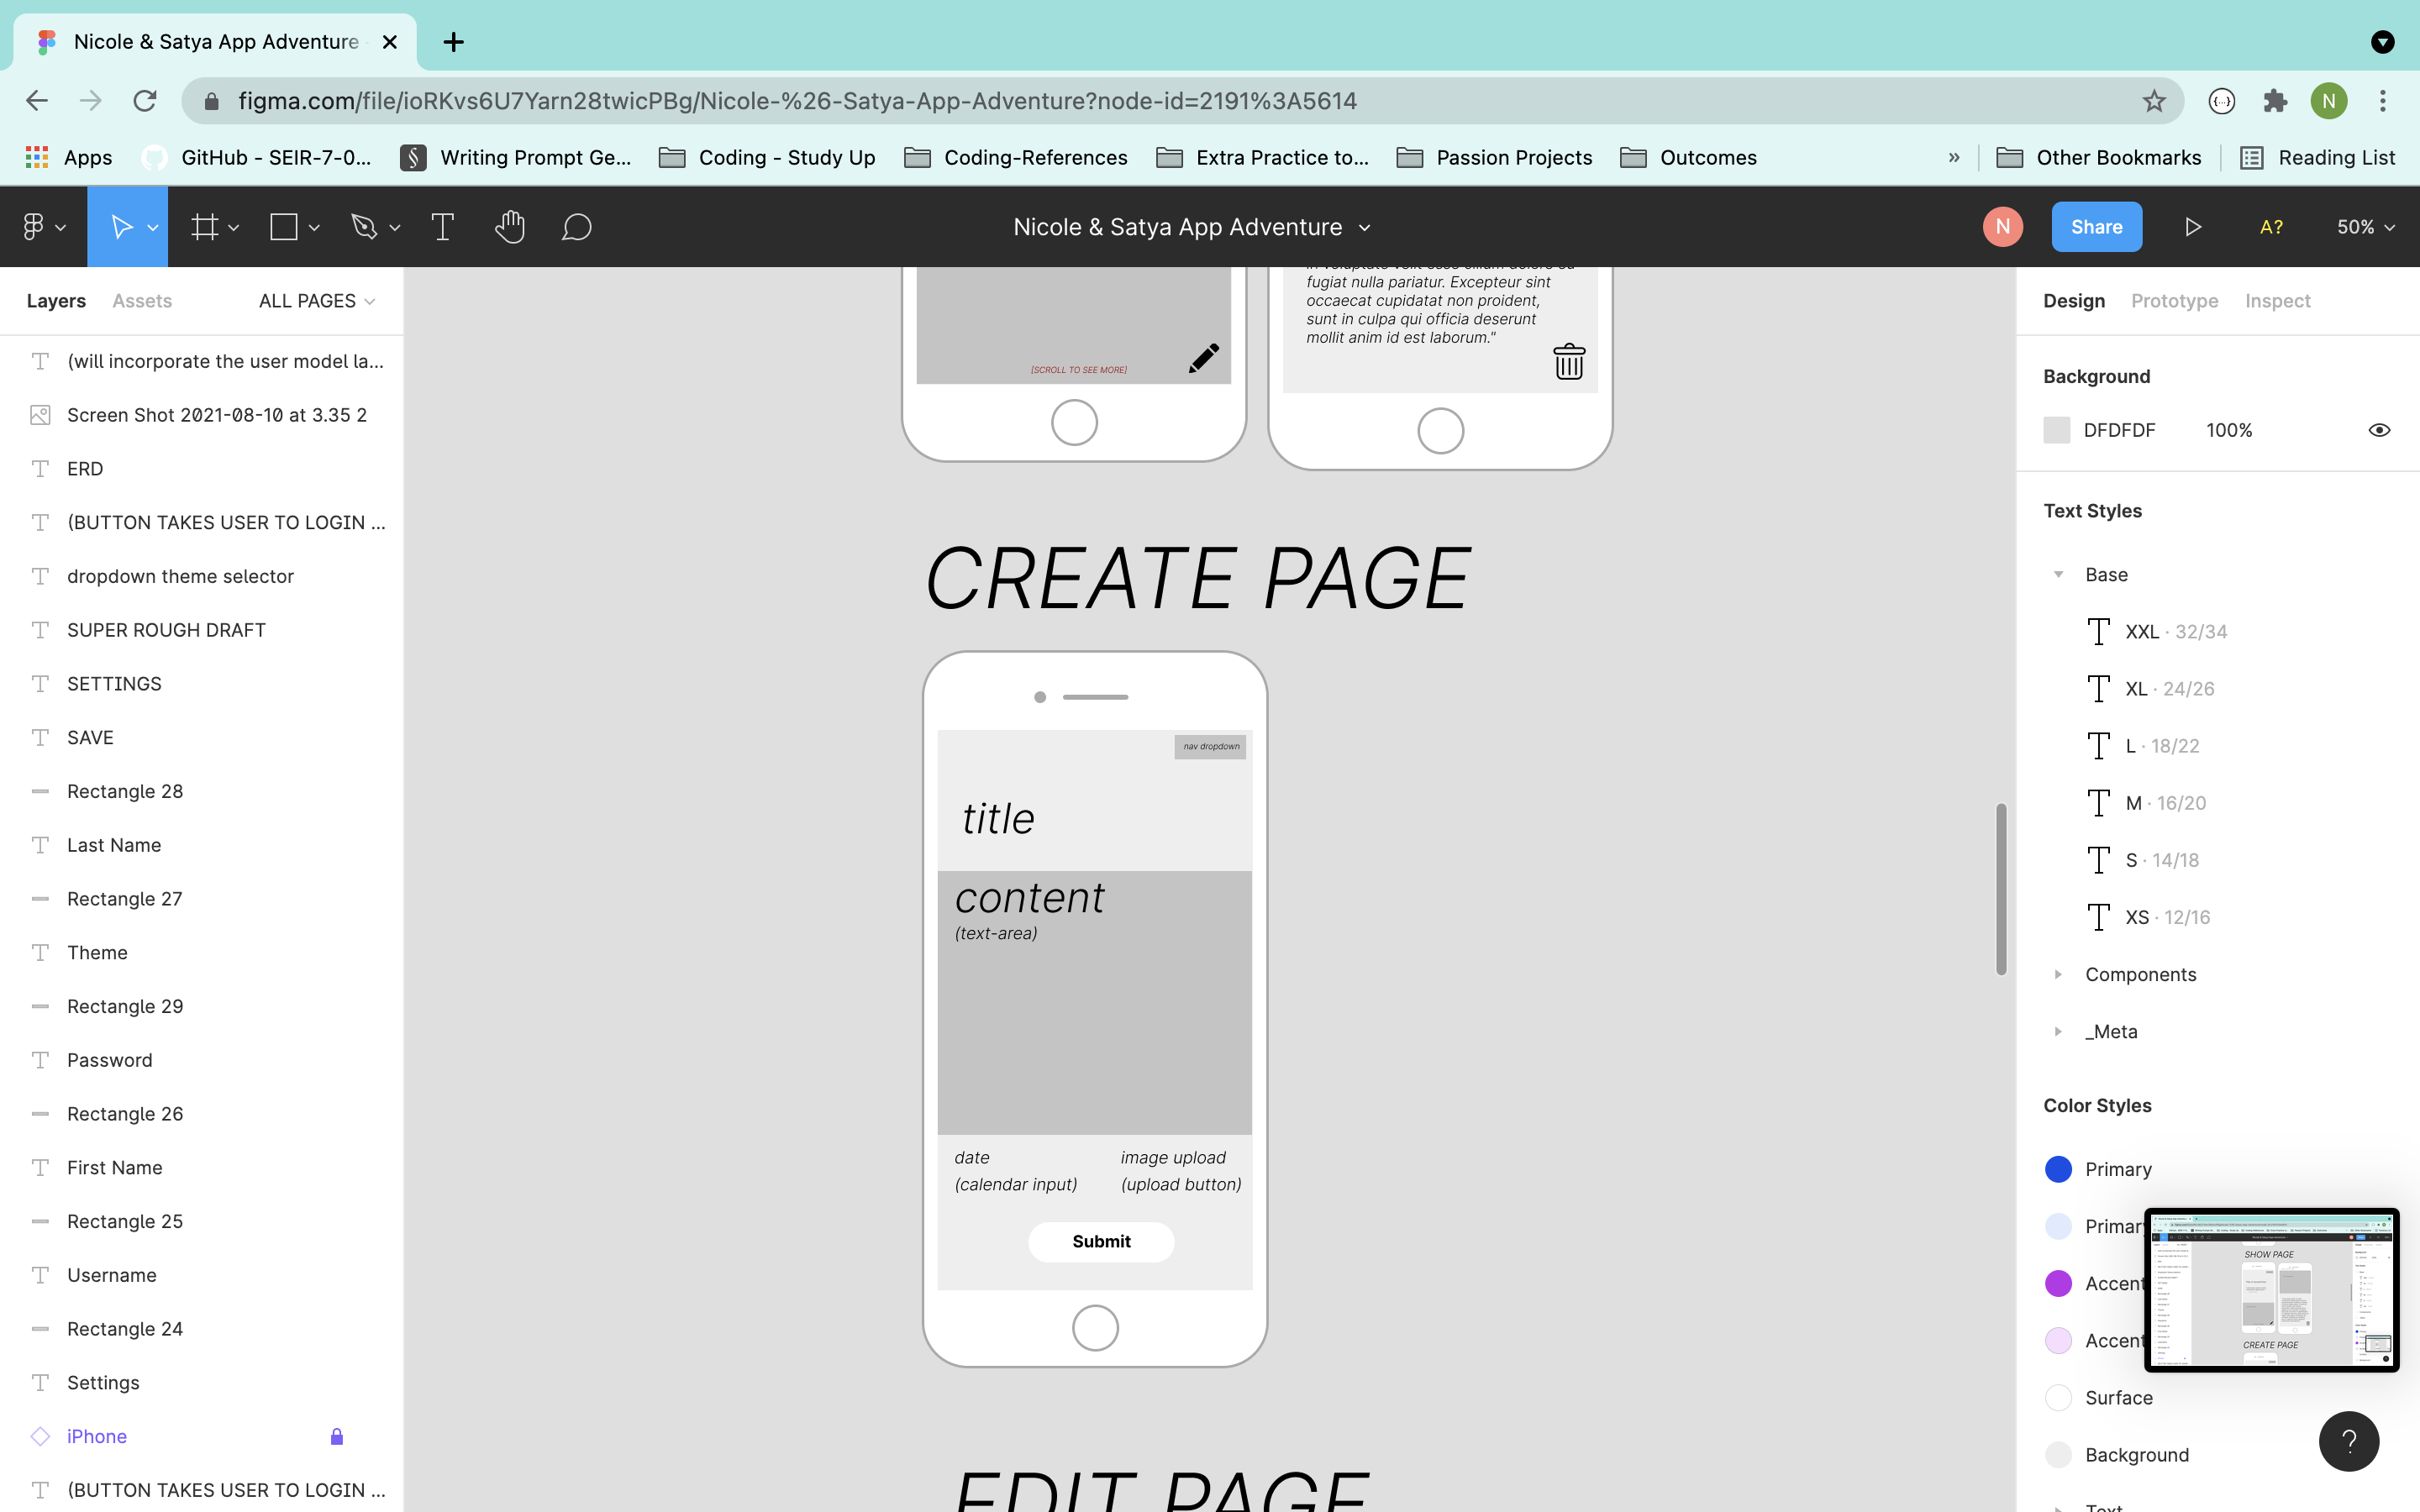 Nicole & Satya App Adventure
figma.com/file/ioRKvs6U7Yarn28twicPBg/Nicole-%26-Satya-App-Adventure?node-id=2191%3A5614
N
Apps
GitHub - SEIR-7-0...
Writing Prompt Ge...
Coding - Study Up
Coding-References
Extra Practice to...
Passion Projects
Outcomes
»
Other Bookmarks
Reading List
Nicole & Satya App Adventure
N
Share
A?
50%
Layers
Assets
ALL PAGES
(will incorporate the user model la...
Screen Shot 2021-08-10 at 3.35 2
ERD
(BUTTON TAKES USER TO LOGIN ...
dropdown theme selector
SUPER ROUGH DRAFT
SETTINGS
SAVE
Rectangle 28
Last Name
Rectangle 27
Theme
Rectangle 29
Password
Rectangle 26
First Name
Rectangle 25
Username
Rectangle 24
Settings
iPhone
(BUTTON TAKES USER TO LOGIN ...
[SCROLL TO SEE MORE]
in voluptate velit esse cillum dolore eu
fugiat nulla pariatur. Excepteur sint
occaecat cupidatat non proident,
sunt in culpa qui officia deserunt
mollit anim id est laborum."
CREATE PAGE
nav dropdown
title
content
(text-area)
date
(calendar input)
image upload
(upload button)
Submit
EDIT PAGE
Design
Prototype
Inspect
Background
DFDFDF
100%
Text Styles
Base
XXL · 32/34
XL · 24/26
L · 18/22
M · 16/20
S · 14/18
XS · 12/16
Components
_Meta
Color Styles
Primary
Primary
Accent
Accent
Surface
Background
Text
SHOW PAGE
CREATE PAGE
?